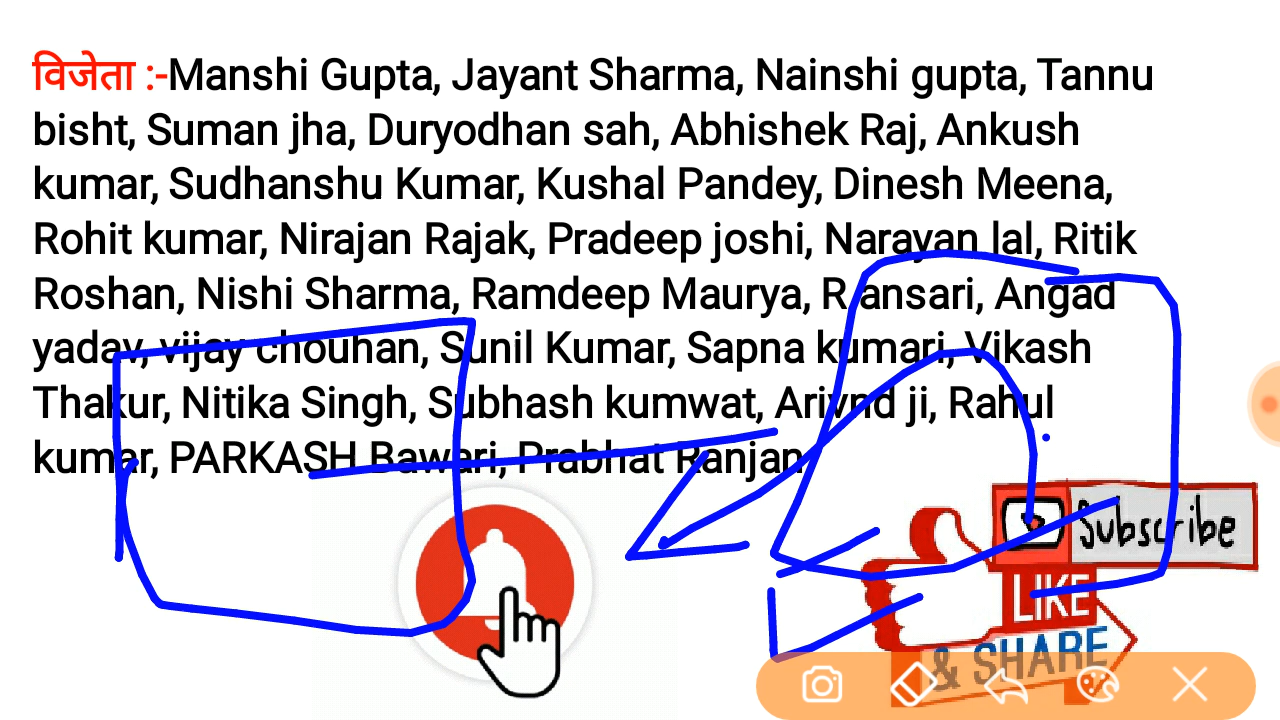 विजेता :-Manshi Gupta, Jayant Sharma, Nainshi gupta, Tannu
bisht, Suman jha, Duryodhan sah, Abhishek Raj, Ankush
kumar, Sudhanshu Kumar, Kushal Pandey, Dinesh Meena,
Rohit kumar, Nirajan Rajak, Pradeep joshi, Narayan lal, Ritik
Roshan, Nishi Sharma, Ramdeep Maurya, R ansari, Angad
yadav, vijay chouhan, Sunil Kumar, Sapna kumari, Vikash
Thakur, Nitika Singh, Subhash kumwat, Arivnd ji, Rahul
kumar, PARKASH Bawari, Prabhat Ranjan
Subscribe
LIKE
& SHARE